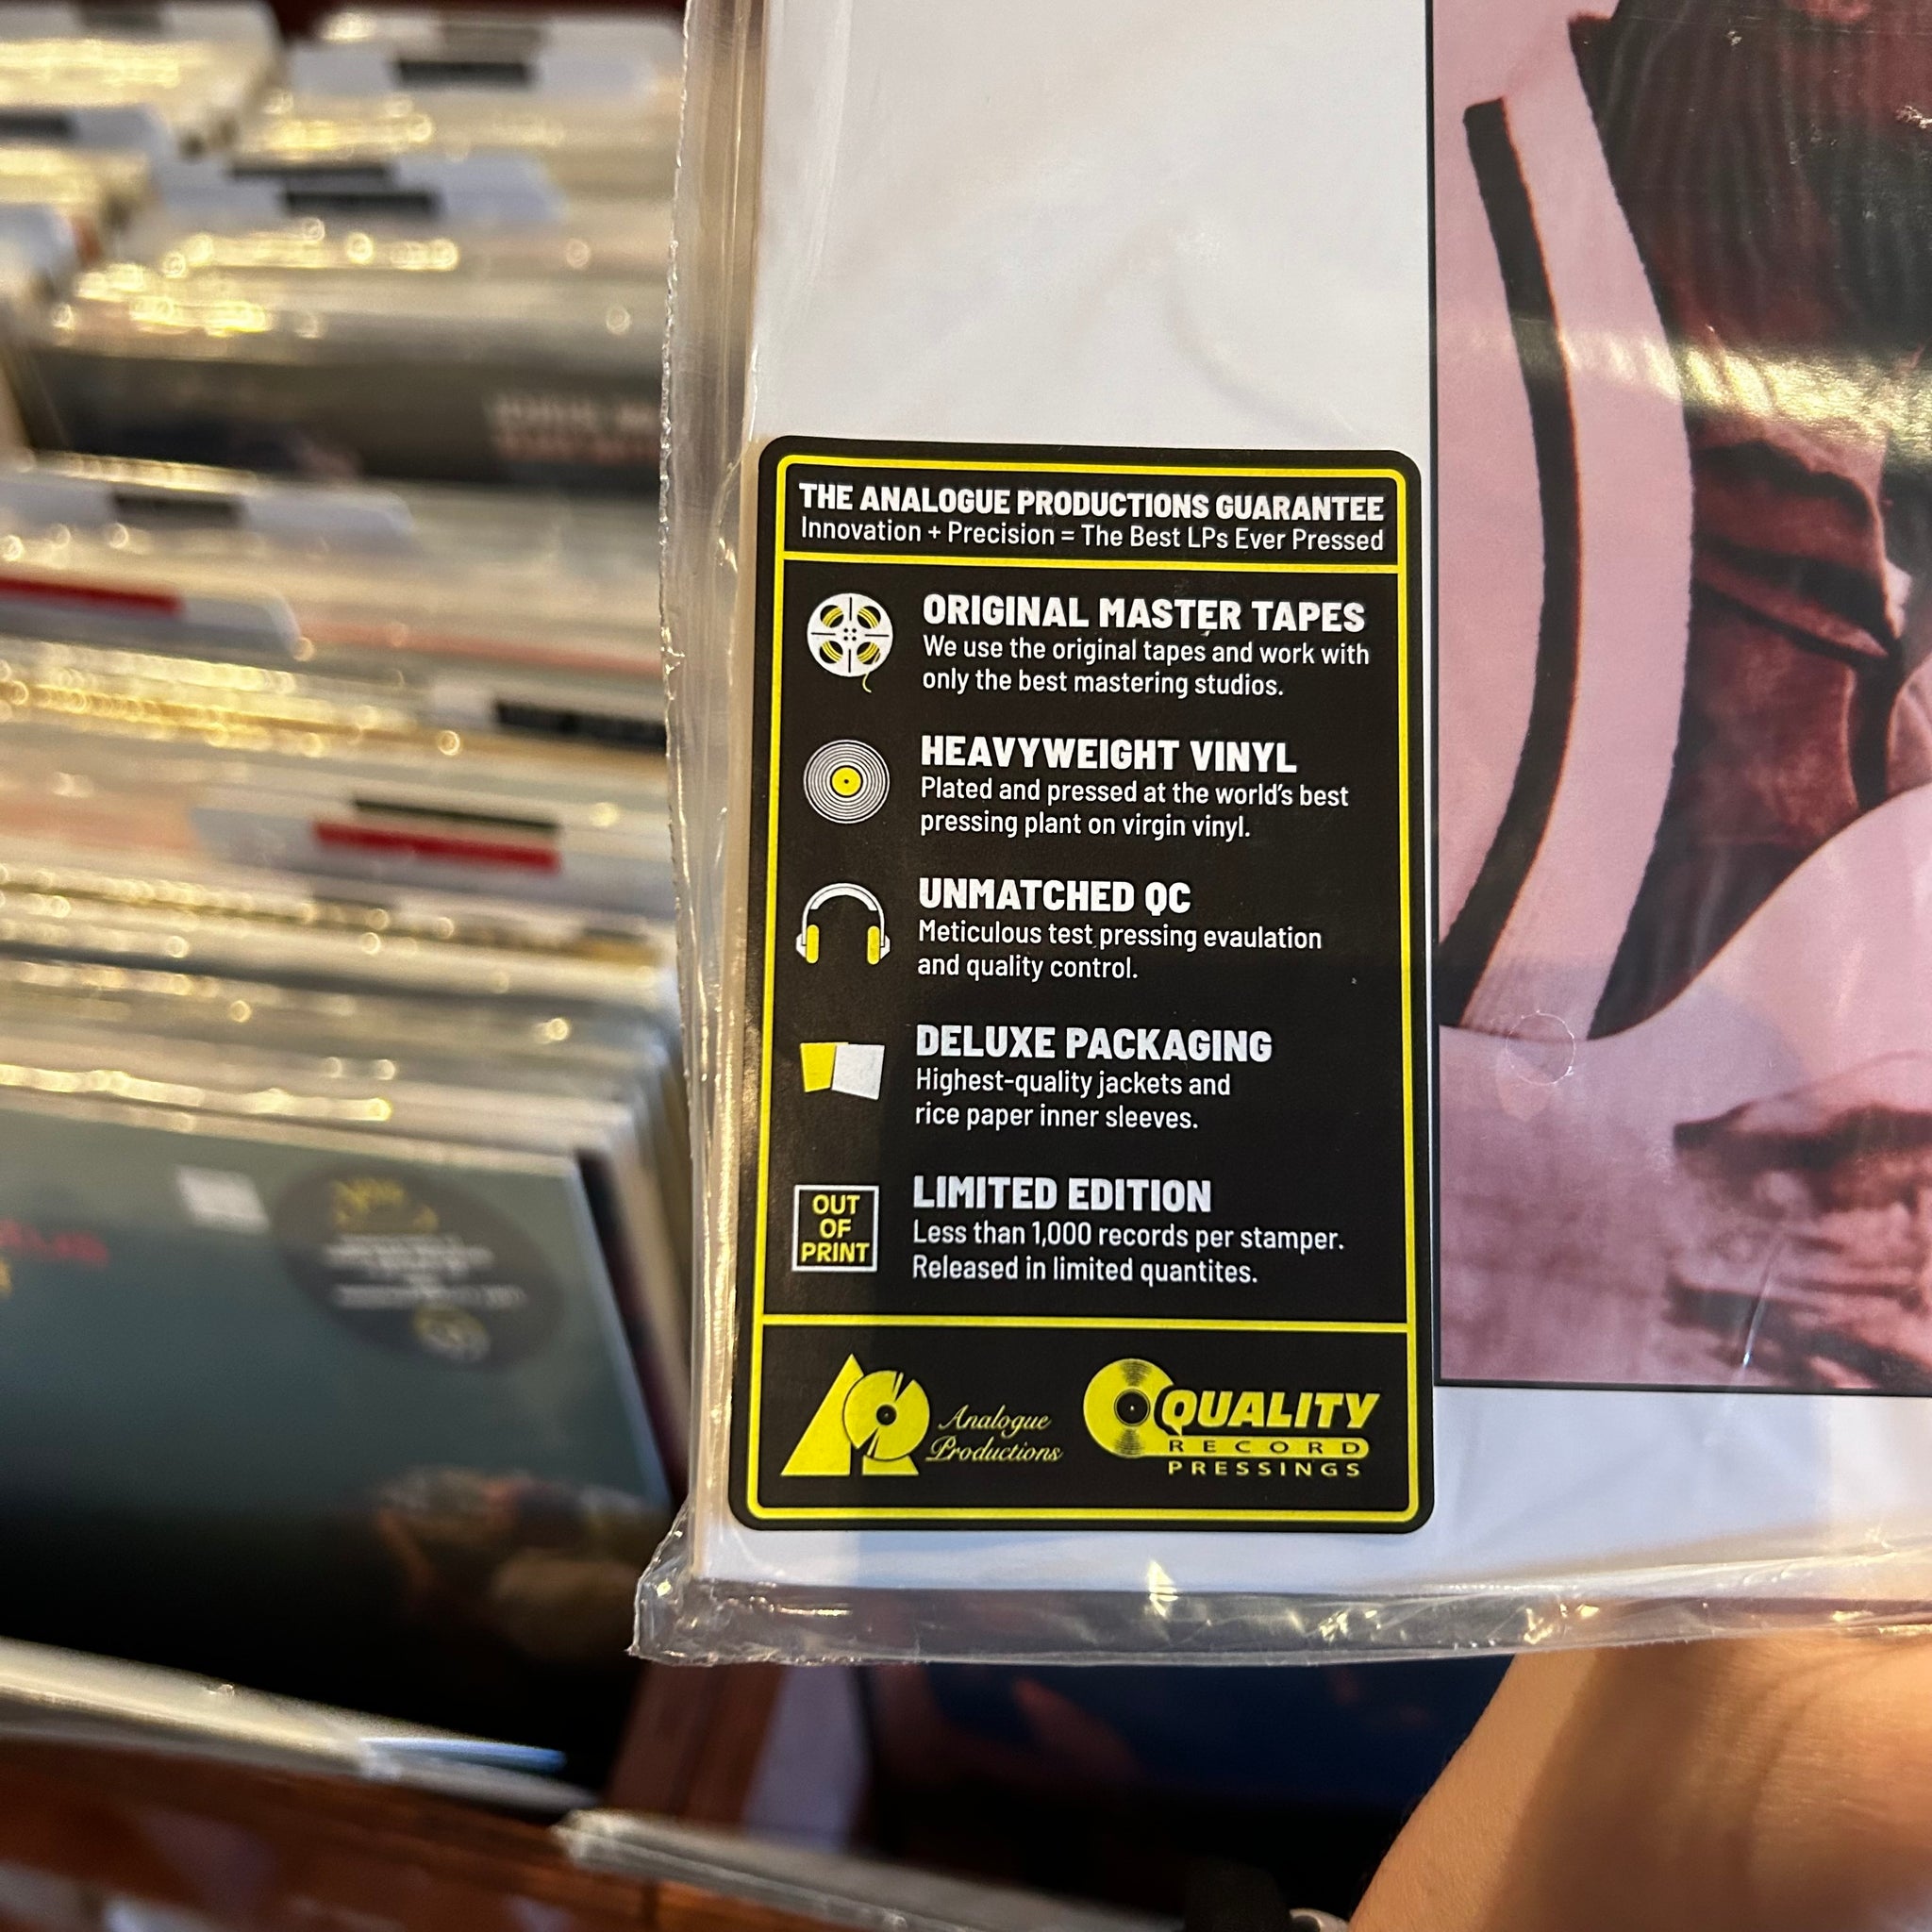 THE ANALOGUE PRODUCTIONS GUARANTEE
Innovation + Precision = The Best LPs Ever Pressed
ORIGINAL MASTER TAPES
We use the original tapes and work with
only the best mastering studios.
HEAVYWEIGHT VINYL
Plated and pressed at the world's best
pressing plant on virgin vinyl.
UNMATCHED QC
Meticulous test pressing evaulation
and quality control.
DELUXE PACKAGING
Highest-quality jackets and
rice paper inner sleeves.
OUT
OF
PRINT
LIMITED EDITION
Less than 1,000 records per stamper.
Released in limited quantites.
Analogue
Productions
QUALITY
RECORD
PRESSINGS